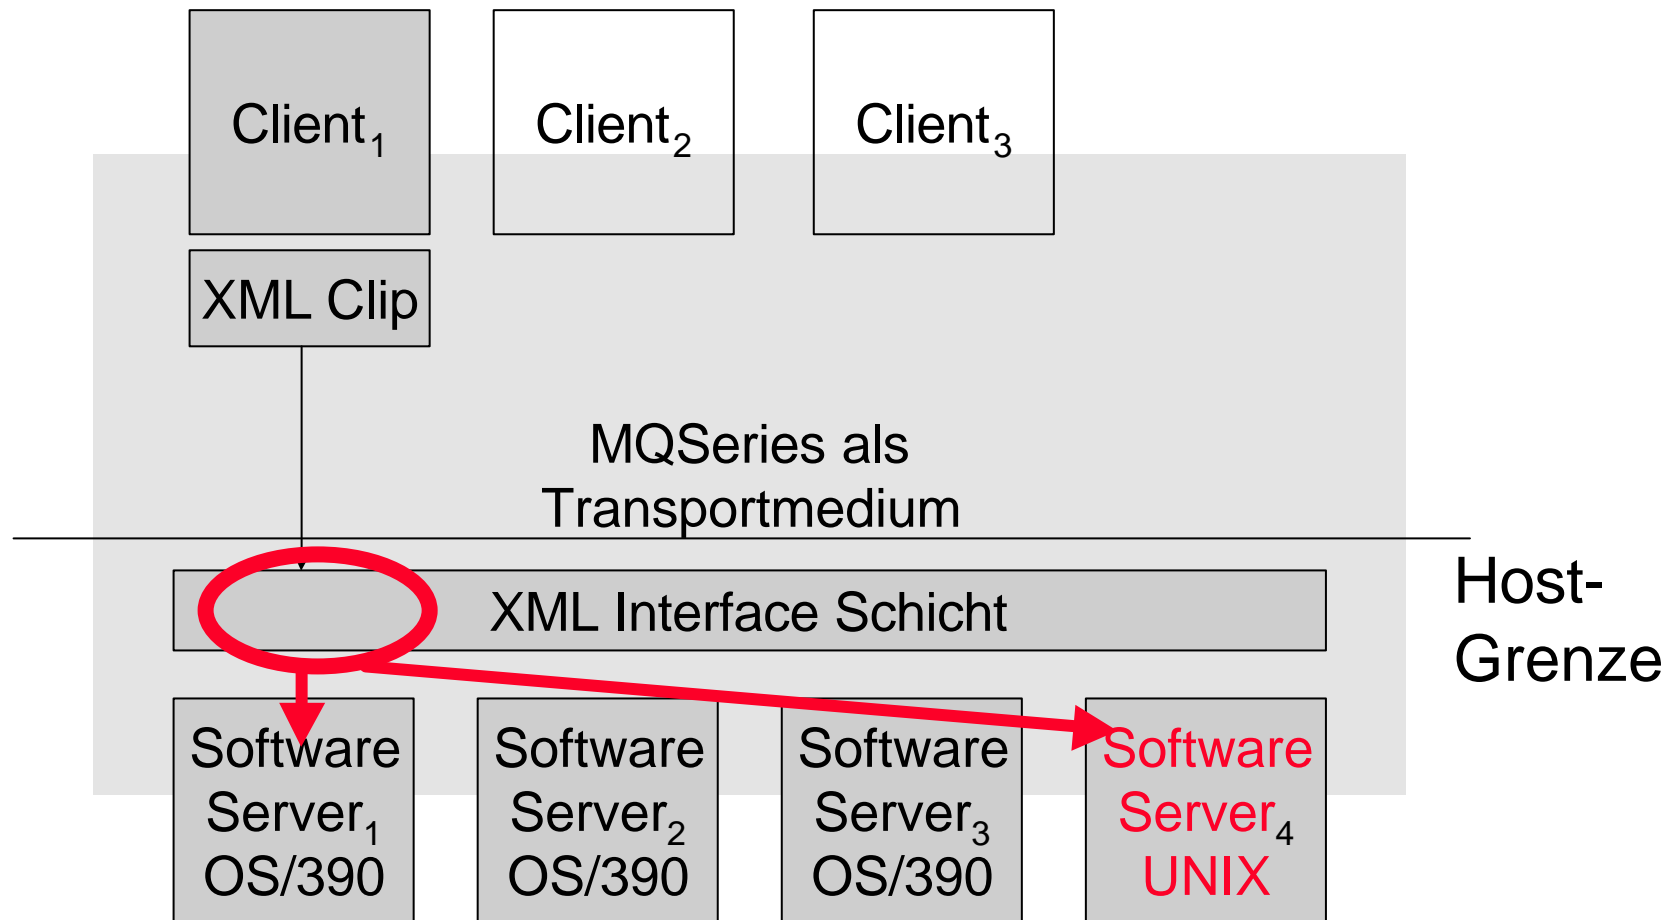 Client₁
Client₂
Client₃
XML Clip
MQSeries als
Transportmedium
XML Interface Schicht
Host-
Grenze
Software
Server₁
OS/390
Software
Server₂
OS/390
Software
Server₃
OS/390
Software
Server₄
UNIX